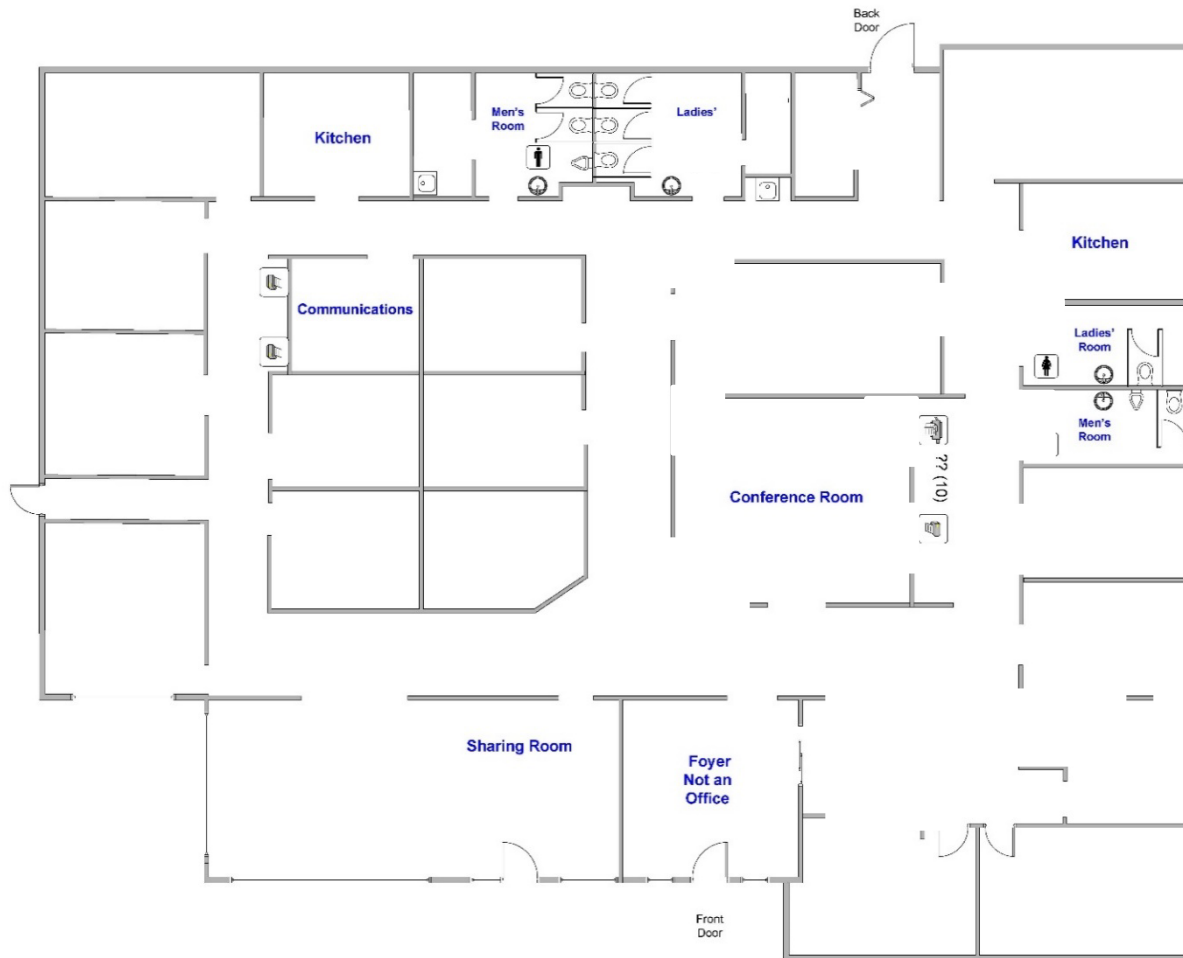 Back
Door
Men's
Room
Ladies'
Kitchen
Kitchen
Communications
Ladies'
Room
Men's
Room
?? (10)
Conference Room
Sharing Room
Foyer
Not an
Office
Front
Door